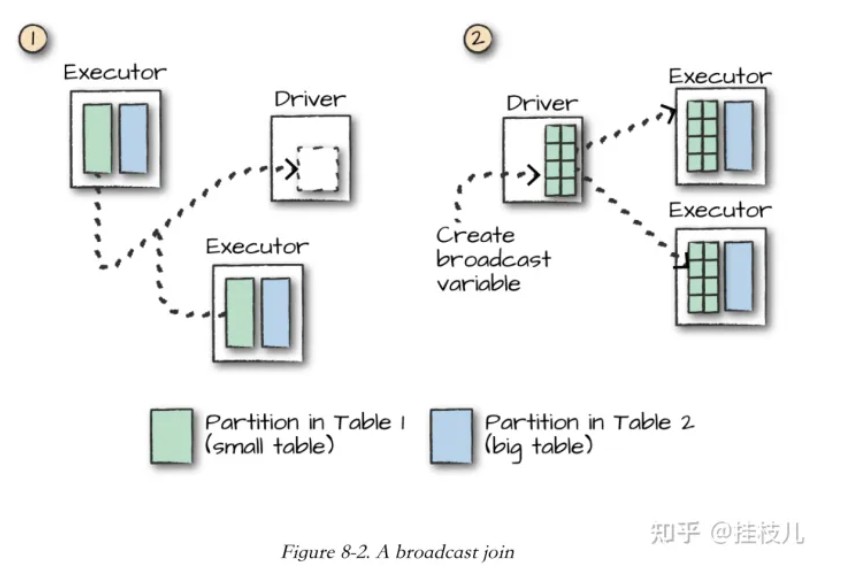 1
Executor
Driver
Executor
2
Driver
Executor
Executor
Create
broadcast
variable
Partition in Table 1
(small table)
Partition in Table 2
(big table)
Figure 8-2. A broadcast join
知乎 @挂枝儿